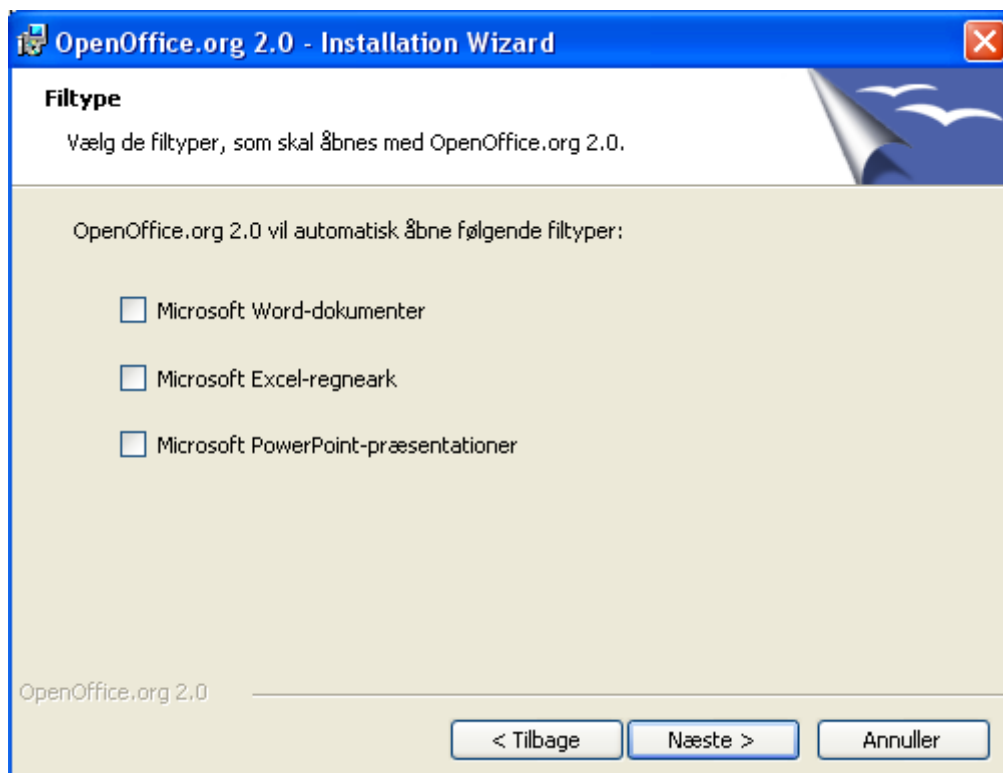 OpenOffice.org 2.0 - Installation Wizard
Filtype
Vælg de filtyper, som skal åbnes med OpenOffice.org 2.0.
OpenOffice.org 2.0 vil automatisk åbne følgende filtyper:
Microsoft Word-dokumenter
Microsoft Excel-regneark
Microsoft PowerPoint-præsentationer
OpenOffice.org 2.0
< Tilbage
Næste >
Annuller